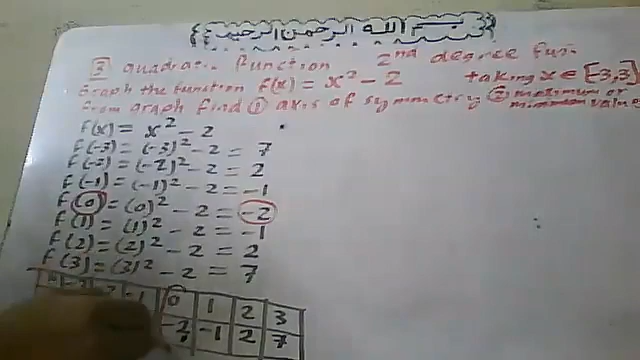 بسم الله الرحمن الرحيم
3 function 2nd degree
Graph the function f(x) = x² - 2 taking x ∈ [-3,3]
From graph find ① axis of symmetry ② maximum or
minimum value
f(x) = x² - 2
f(-3) = (-3)² - 2 = 7
f(-2) = (-2)² - 2 = 2
f(-1) = (-1)² - 2 = -1
f(0) = (0)² - 2 = -2
f(1) = (1)² - 2 = -1
f(2) = (2)² - 2 = 2
f(3) = (3)² - 2 = 7
0 1 2 3
-2 -1 2 7